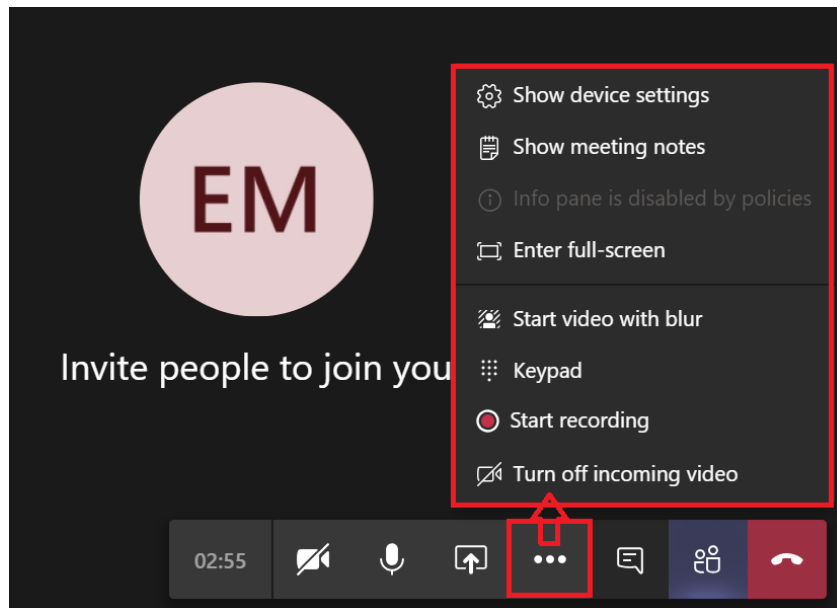 EM
Invite people to join you
Show device settings
Show meeting notes
Info pane is disabled by policies
Enter full-screen
Start video with blur
Keypad
Start recording
Turn off incoming video
02:55